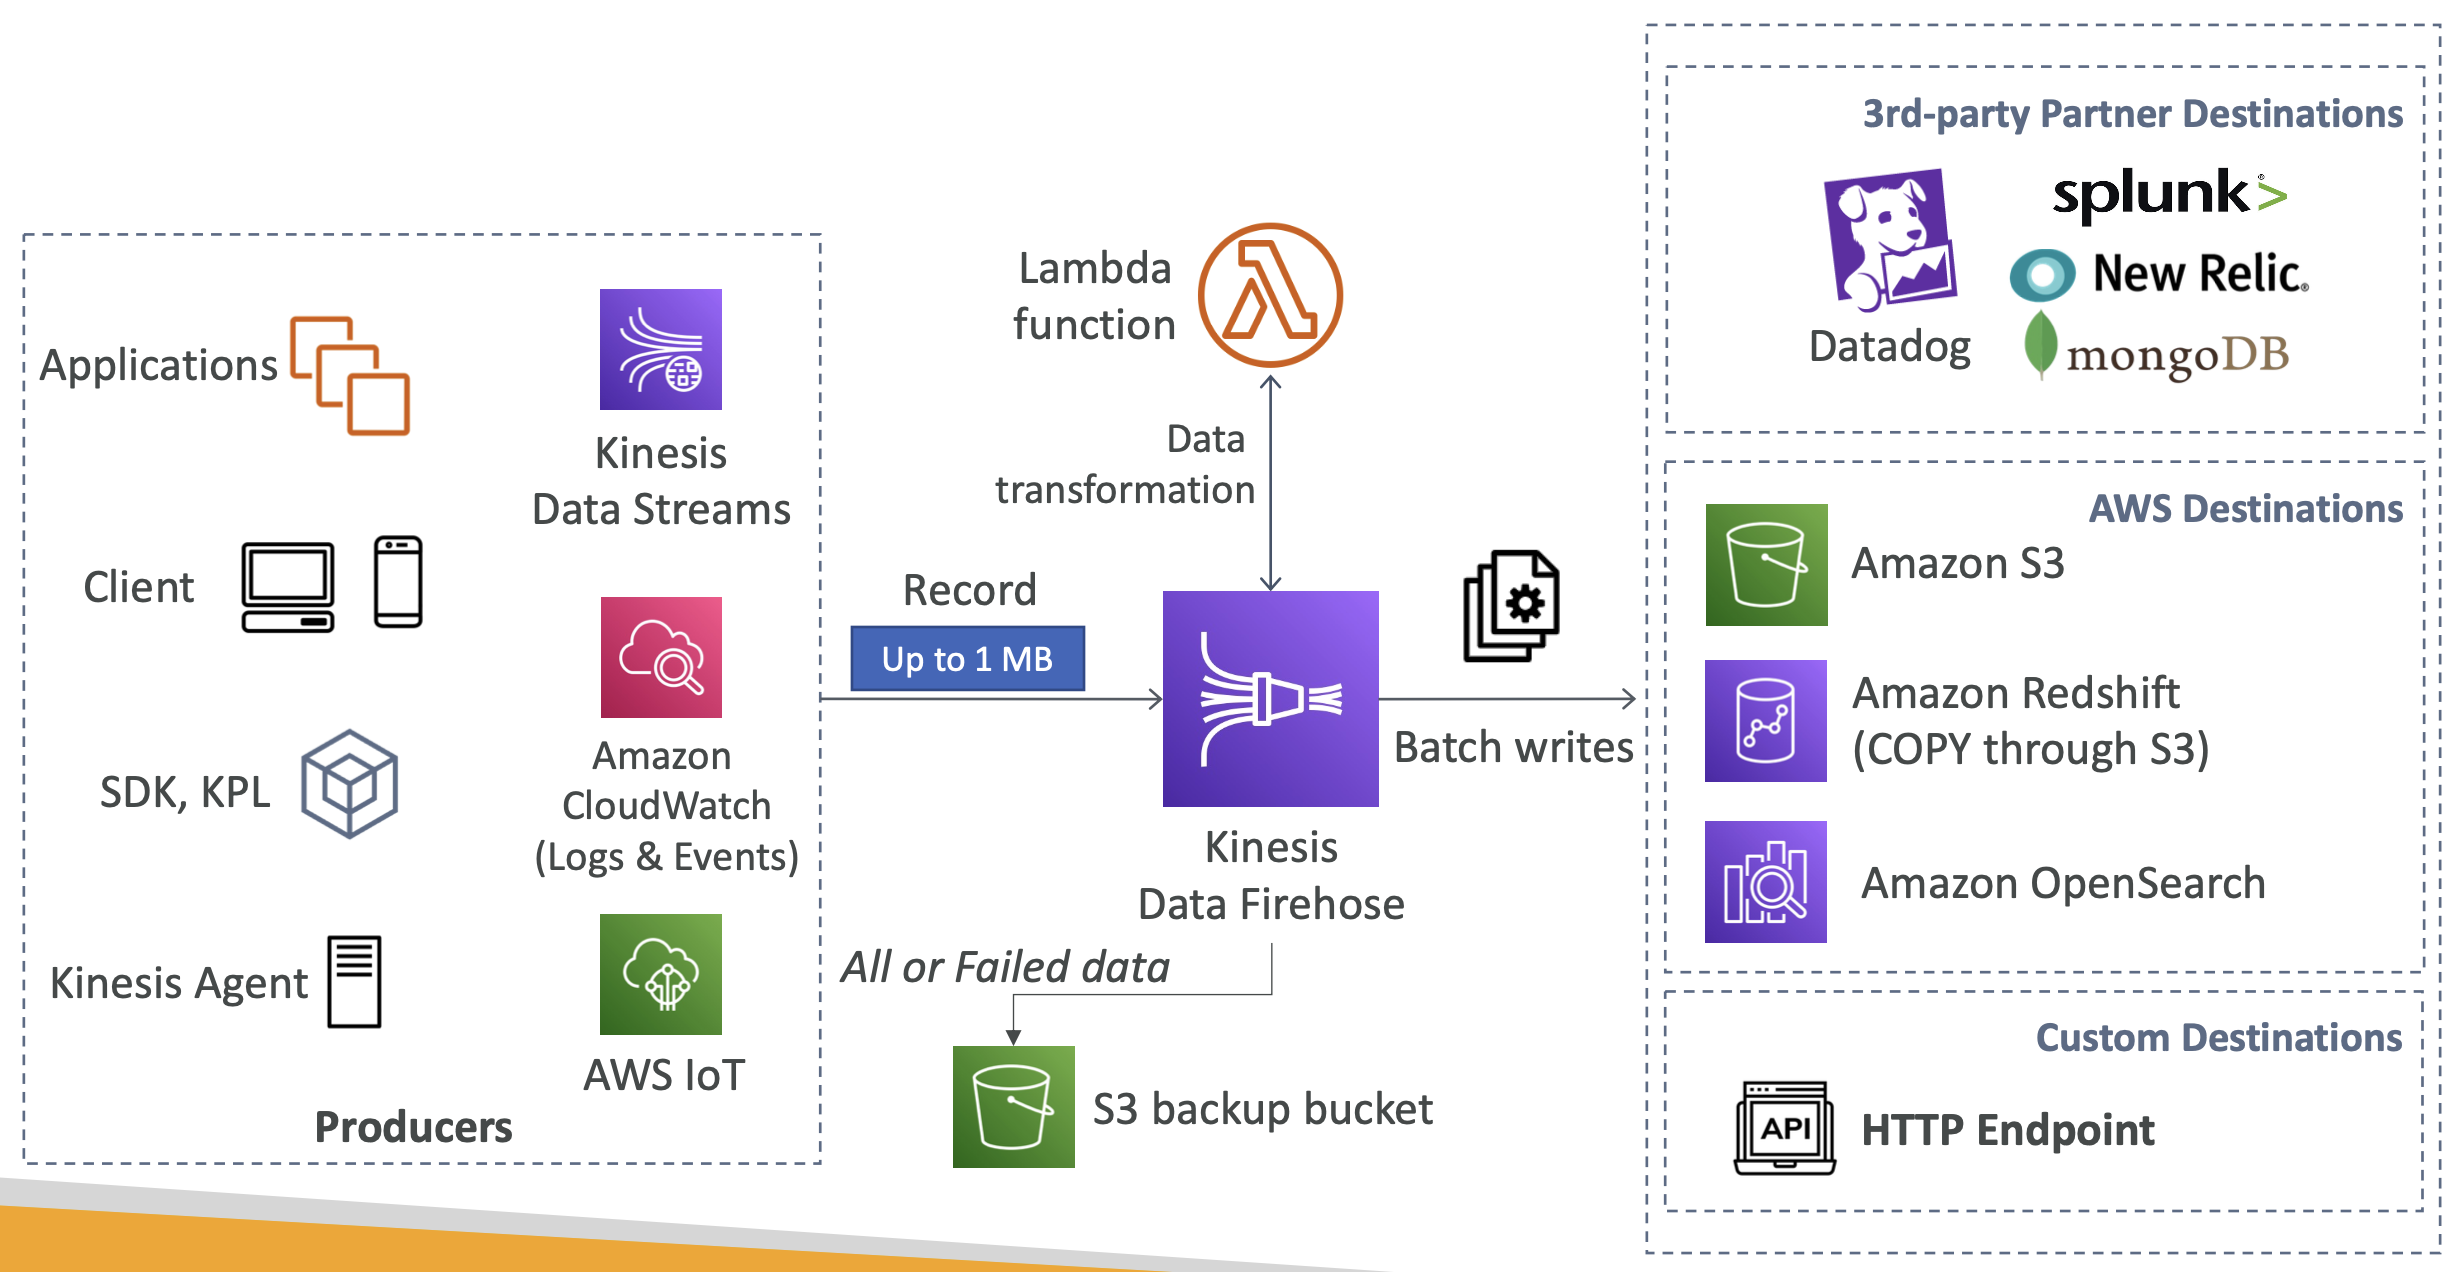 Applications
Client
SDK, KPL
Kinesis Agent
Kinesis
Data Streams
Amazon
CloudWatch
(Logs & Events)
AWS IoT
Producers
Record
Up to 1 MB
Lambda
function
Data
transformation
Kinesis
Data Firehose
All or Failed data
S3 backup bucket
Batch writes
3rd-party Partner Destinations
Datadog
splunk>
New Relic®
mongoDB
AWS Destinations
Amazon S3
Amazon Redshift
(COPY through S3)
Amazon OpenSearch
Custom Destinations
API
HTTP Endpoint